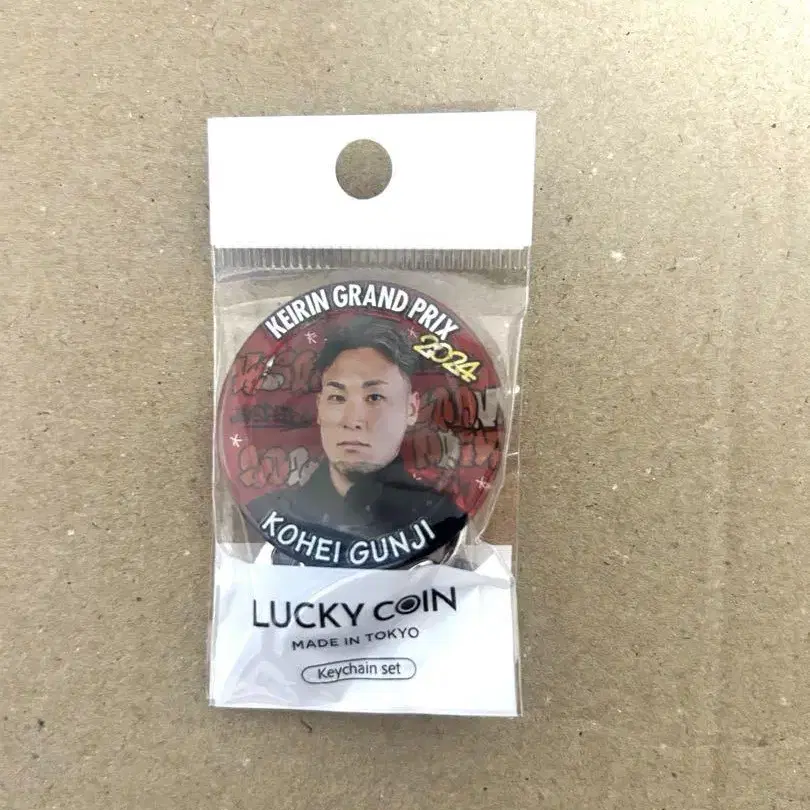 KEIRIN GRAND PRIX
2024
KOHEI GUNJI
LUCKY COIN
MADE IN TOKYO
Keychain set